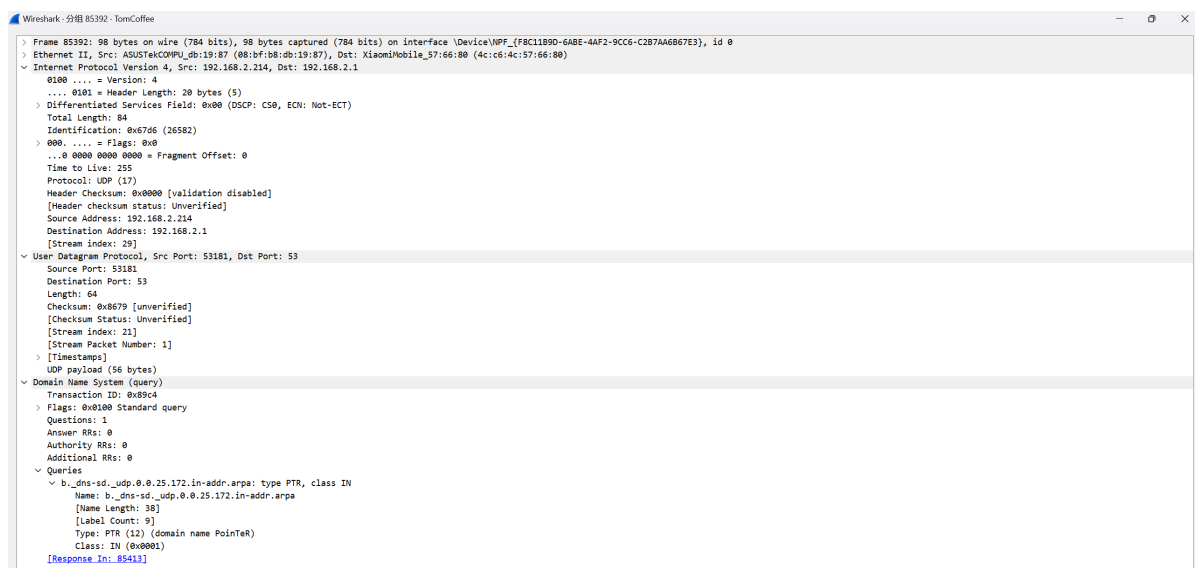 Wireshark · 分组 85392 · TomCoffee
Frame 85392: 98 bytes on wire (784 bits), 98 bytes captured (784 bits) on interface \Device\NPF_{F8C11B9D-6ABE-4AF2-9CC6-C2B7AA6B67E3}, id 0
Ethernet II, Src: ASUSTekCOMPU_db:19:87 (08:bf:b8:db:19:87), Dst: XiaomiMobile_57:66:80 (4c:c6:4c:57:66:80)
Internet Protocol Version 4, Src: 192.168.2.214, Dst: 192.168.2.1
0100 .... = Version: 4
.... 0101 = Header Length: 20 bytes (5)
Differentiated Services Field: 0x00 (DSCP: CS0, ECN: Not-ECT)
Total Length: 84
Identification: 0x67d6 (26582)
000. .... = Flags: 0x0
...0 0000 0000 0000 = Fragment Offset: 0
Time to Live: 255
Protocol: UDP (17)
Header Checksum: 0x0000 [validation disabled]
[Header checksum status: Unverified]
Source Address: 192.168.2.214
Destination Address: 192.168.2.1
[Stream index: 29]
User Datagram Protocol, Src Port: 53181, Dst Port: 53
Source Port: 53181
Destination Port: 53
Length: 64
Checksum: 0x8679 [unverified]
[Checksum Status: Unverified]
[Stream index: 21]
[Stream Packet Number: 1]
[Timestamps]
UDP payload (56 bytes)
Domain Name System (query)
Transaction ID: 0x89c4
Flags: 0x0100 Standard query
Questions: 1
Answer RRs: 0
Authority RRs: 0
Additional RRs: 0
Queries
b._dns-sd._udp.0.0.25.172.in-addr.arpa: type PTR, class IN
Name: b._dns-sd._udp.0.0.25.172.in-addr.arpa
[Name Length: 38]
[Label Count: 9]
Type: PTR (12) (domain name PoinTeR)
Class: IN (0x0001)
[Response In: 85413]